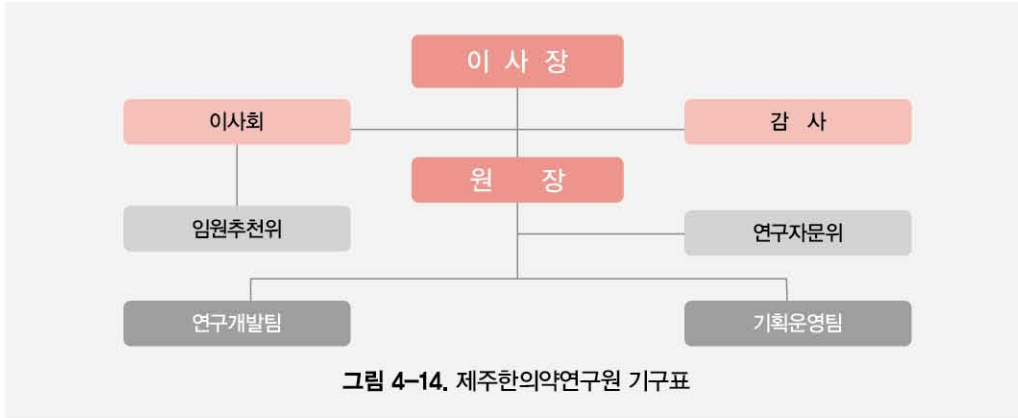 이 사 장
이사회
감 사
원 장
임원추천위
연구자문위
연구개발팀
기획운영팀
그림 4-14. 제주한의약연구원 기구표